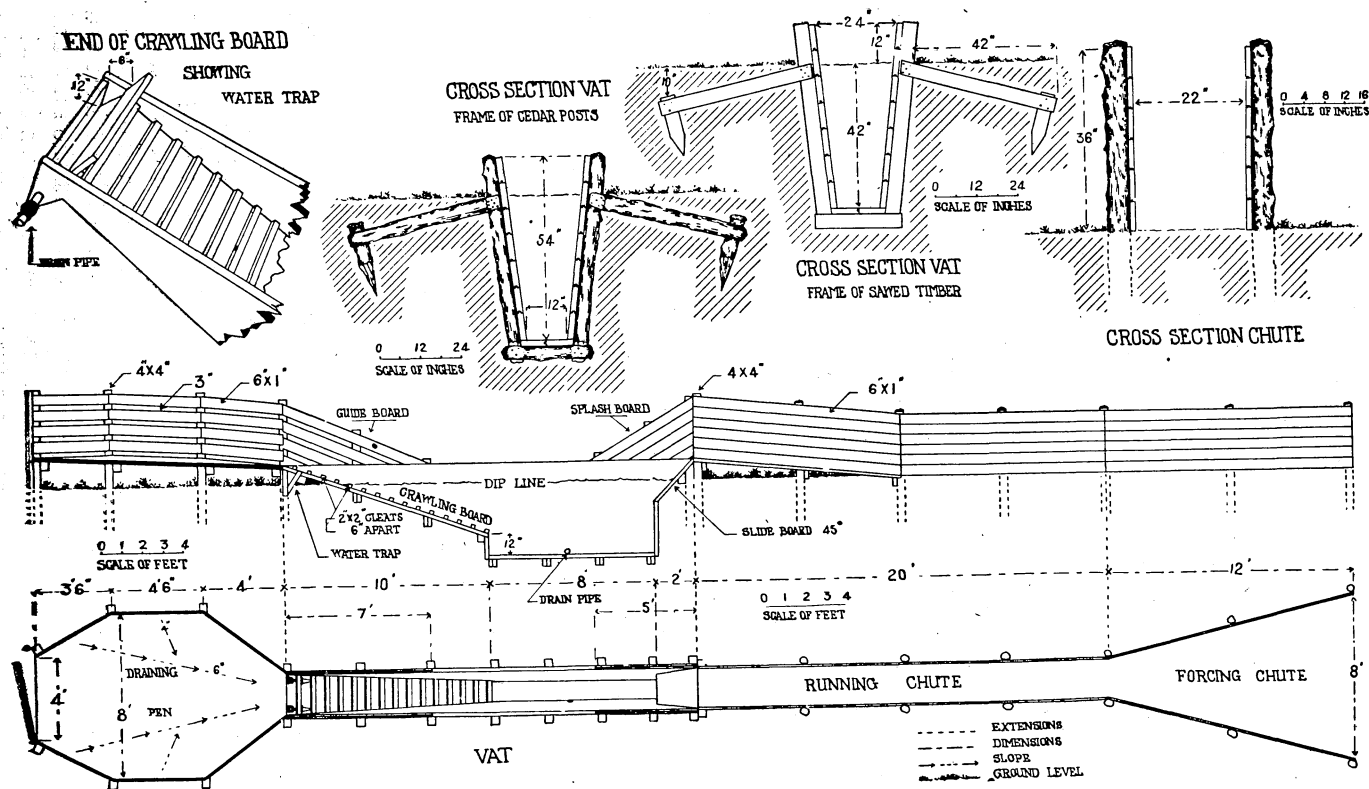 END OF CRAWLING BOARD
SHOWING
WATER TRAP
6"
12"
DRAIN PIPE
CROSS SECTION VAT
FRAME OF CEDAR POSTS
54"
12"
0 12 24
SCALE OF INCHES
24"
12"
42"
42"
0 12 24
SCALE OF INCHES
CROSS SECTION VAT
FRAME OF SAWED TIMBER
22"
36"
0 4 8 12 16
SCALE OF INCHES
CROSS SECTION CHUTE
4"X4"
3"
6"X1"
GUIDE BOARD
SPLASH BOARD
4X4"
6"X1"
DIP LINE
CRAWLING BOARD
2"X2" CLEATS
6" APART
WATER TRAP
12"
DRAIN PIPE
SLIDE BOARD 45°
0 1 2 3 4
SCALE OF FEET
3'6" 4'6" 4' 10' 8' 2' 20' 12'
7'
5'
0 1 2 3 4
SCALE OF FEET
4'
8'
DRAINING
PEN
6"
VAT
RUNNING CHUTE
FORCING CHUTE
8'
EXTENSIONS
DIMENSIONS
SLOPE
GROUND LEVEL